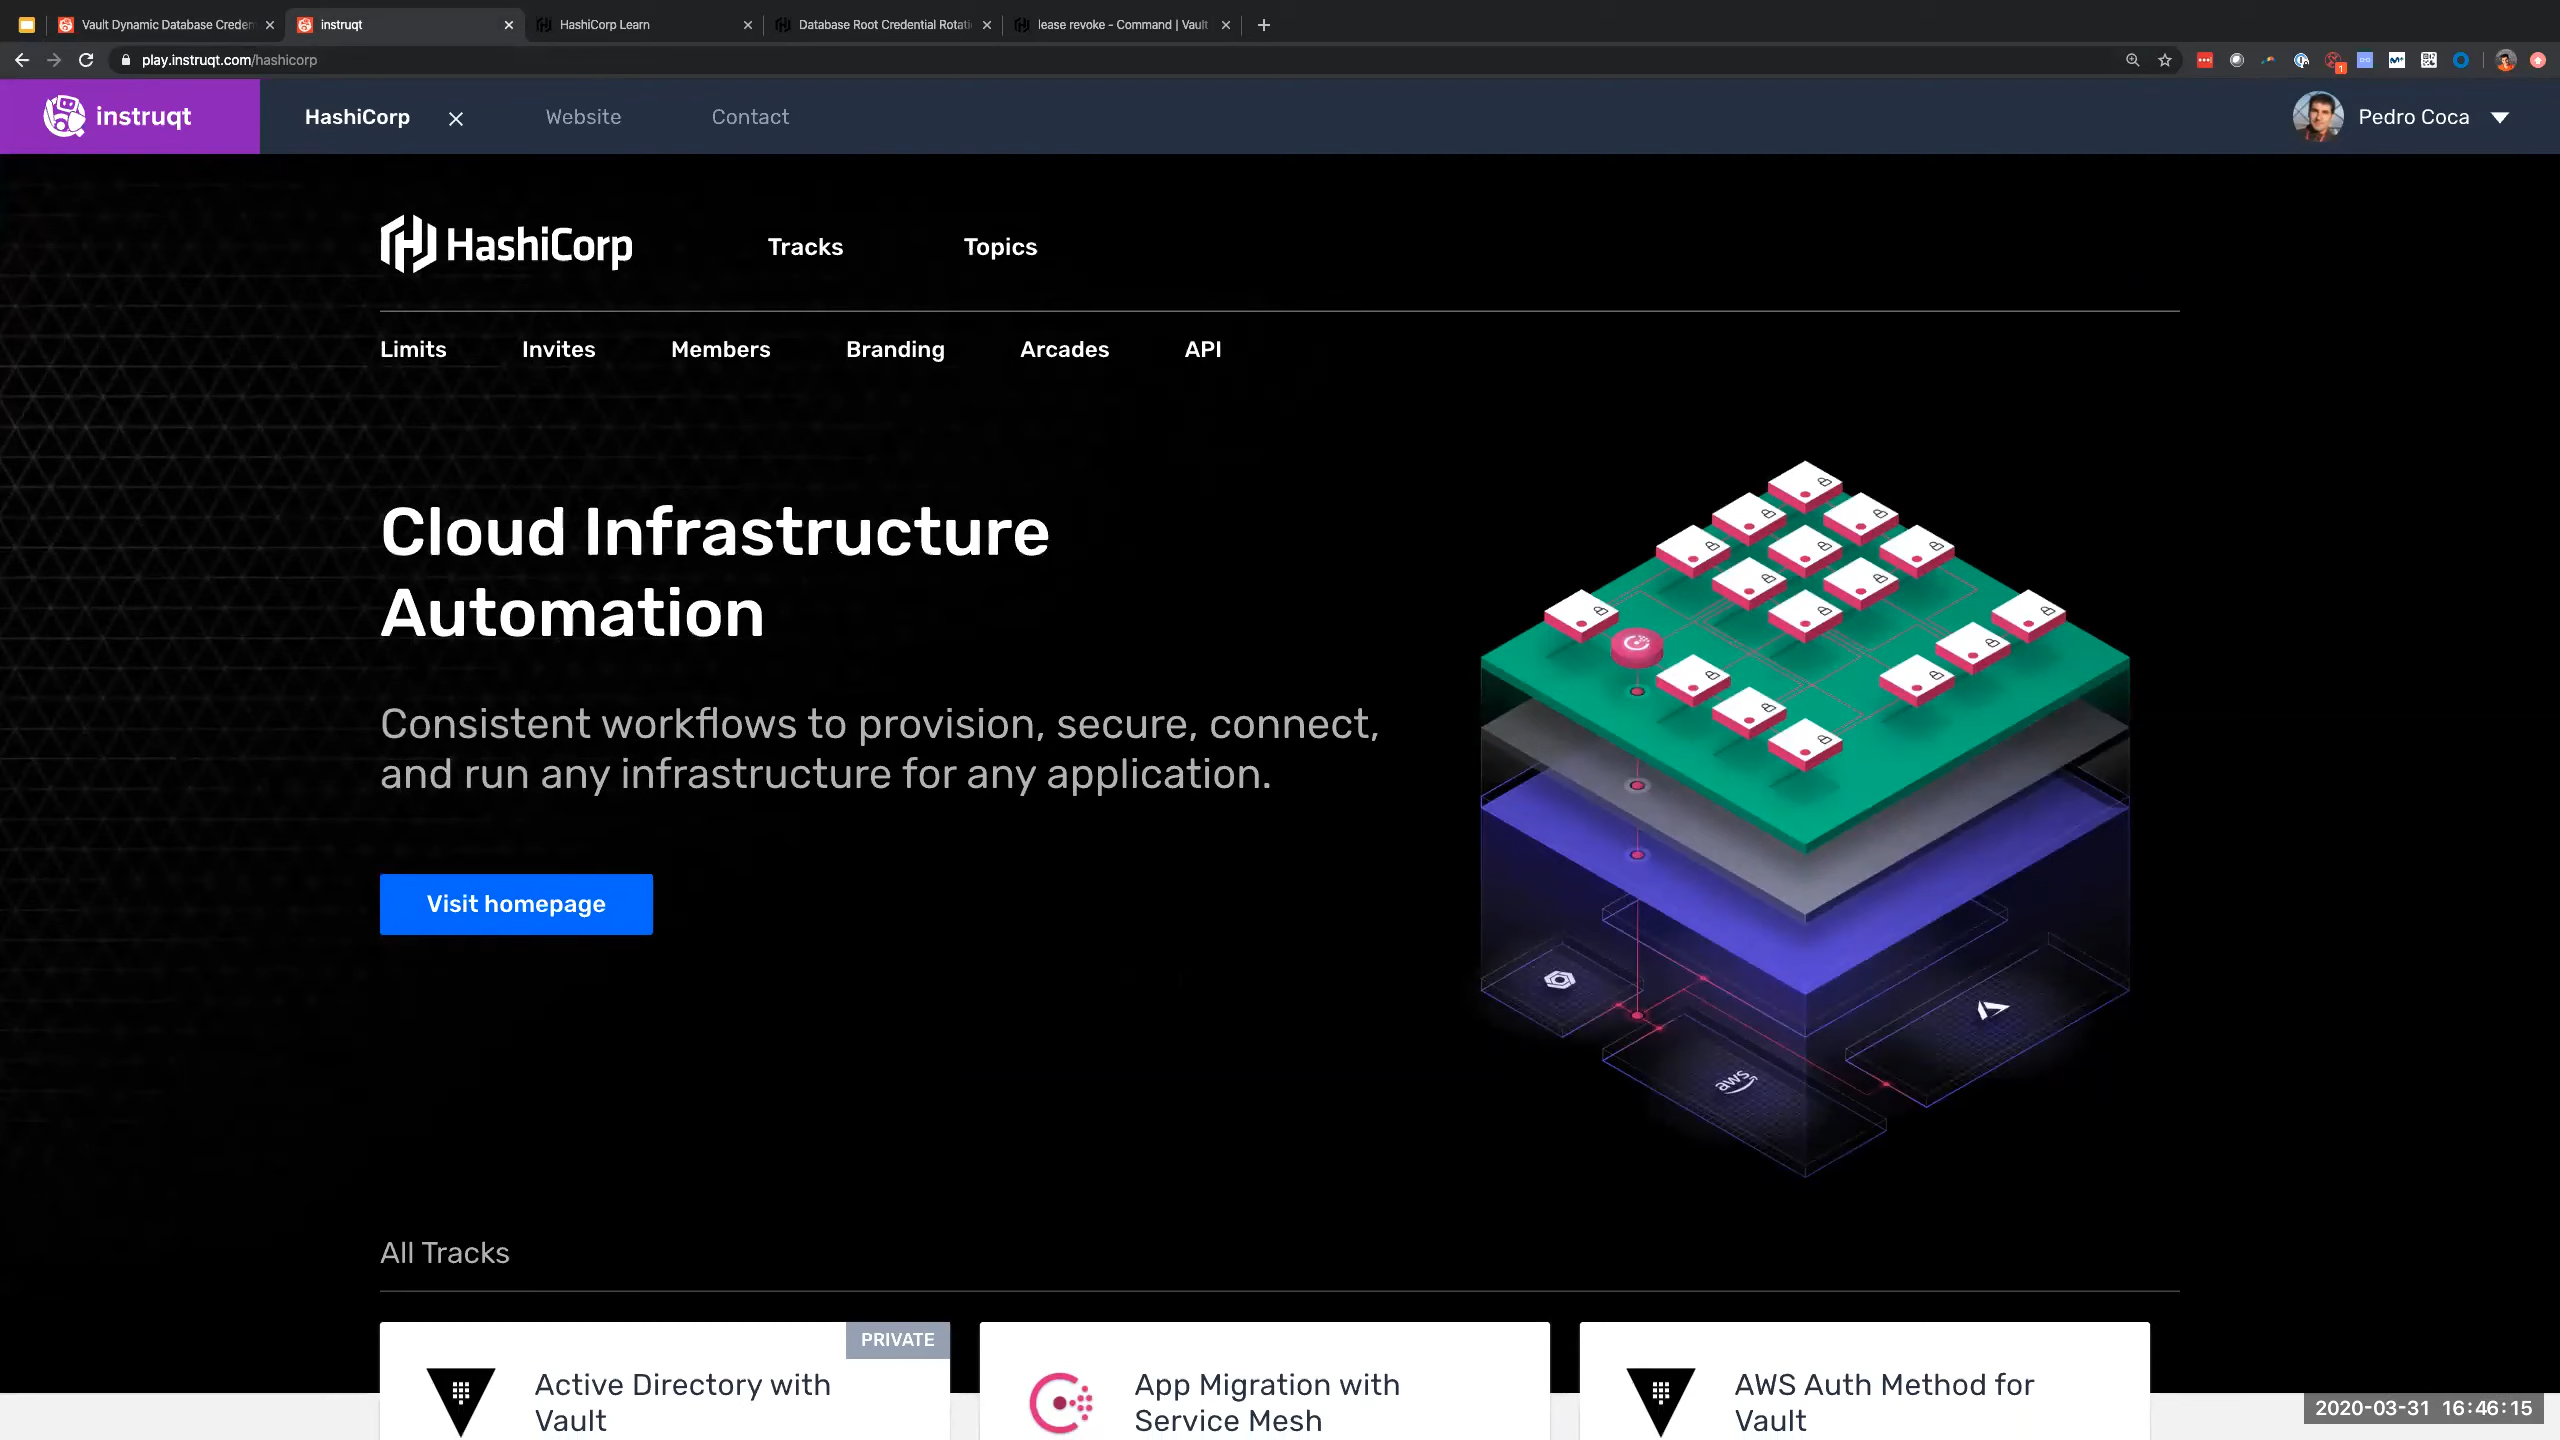 Vault Dynamic Database Creden
instruqt
HashiCorp Learn
Database Root Credential Rotati
lease revoke - Command | Vault
play.instruqt.com/hashicorp
1
instruqt
HashiCorp
Website
Contact
Pedro Coca
HashiCorp
Tracks
Topics
Limits
Invites
Members
Branding
Arcades
API
Cloud Infrastructure
Automation
Consistent workflows to provision, secure, connect,
and run any infrastructure for any application.
Visit homepage
aws
All Tracks
PRIVATE
Active Directory with
Vault
App Migration with
Service Mesh
AWS Auth Method for
Vault
2020-03-31 16:46:15